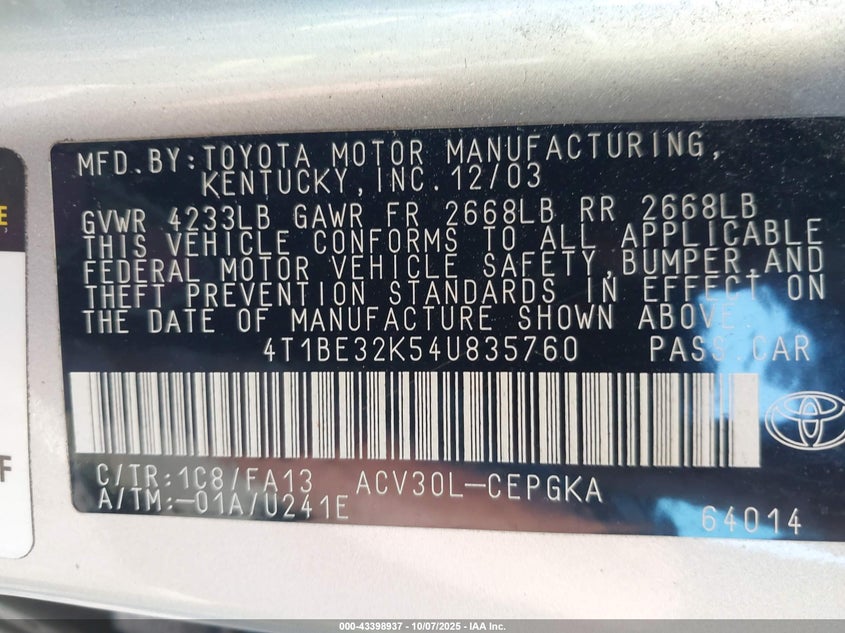 MFD.BY:TOYOTA MOTOR MANUFACTURING,
KENTUCKY,INC.12/03
GVWR 4233LB GAWR FR 2668LB RR 2668LB
THIS VEHICLE CONFORMS TO ALL APPLICABLE
FEDERAL MOTOR VEHICLE SAFETY,BUMPER,AND
THEFT PREVENTION STANDARDS IN EFFECT ON
THE DATE OF MANUFACTURE SHOWN ABOVE.
4T1BE32K54U835760 PASS.CAR
C/TR:1C8/FA13 ACV30L-CEPGKA
A/TM:-01A/U241E
64014
E
F
000-43398937 - 10/07/2025 - IAA Inc.